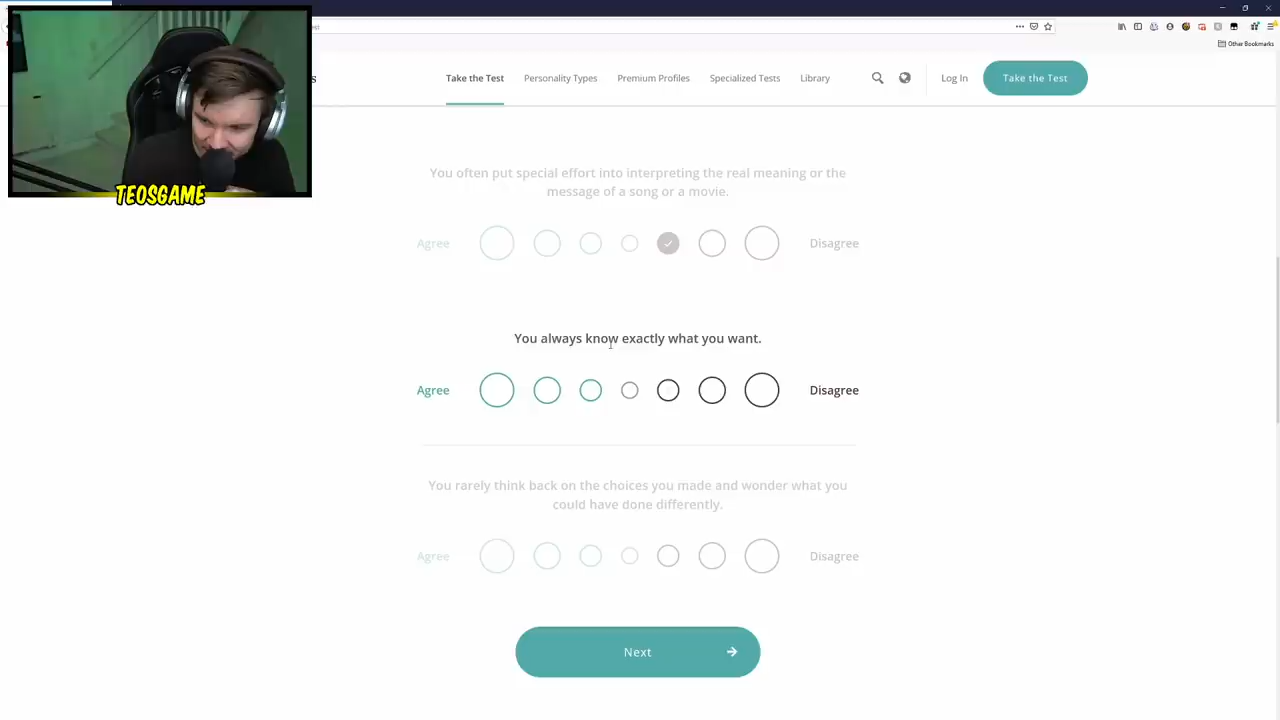 Other Bookmarks
s
Take the Test
Personality Types
Premium Profiles
Specialized Tests
Library
Log In
Take the Test
TEOSGAME
You often put special effort into interpreting the real meaning or the
message of a song or a movie.
Agree
Disagree
You always know exactly what you want.
Agree
Disagree
You rarely think back on the choices you made and wonder what you
could have done differently.
Agree
Disagree
Next